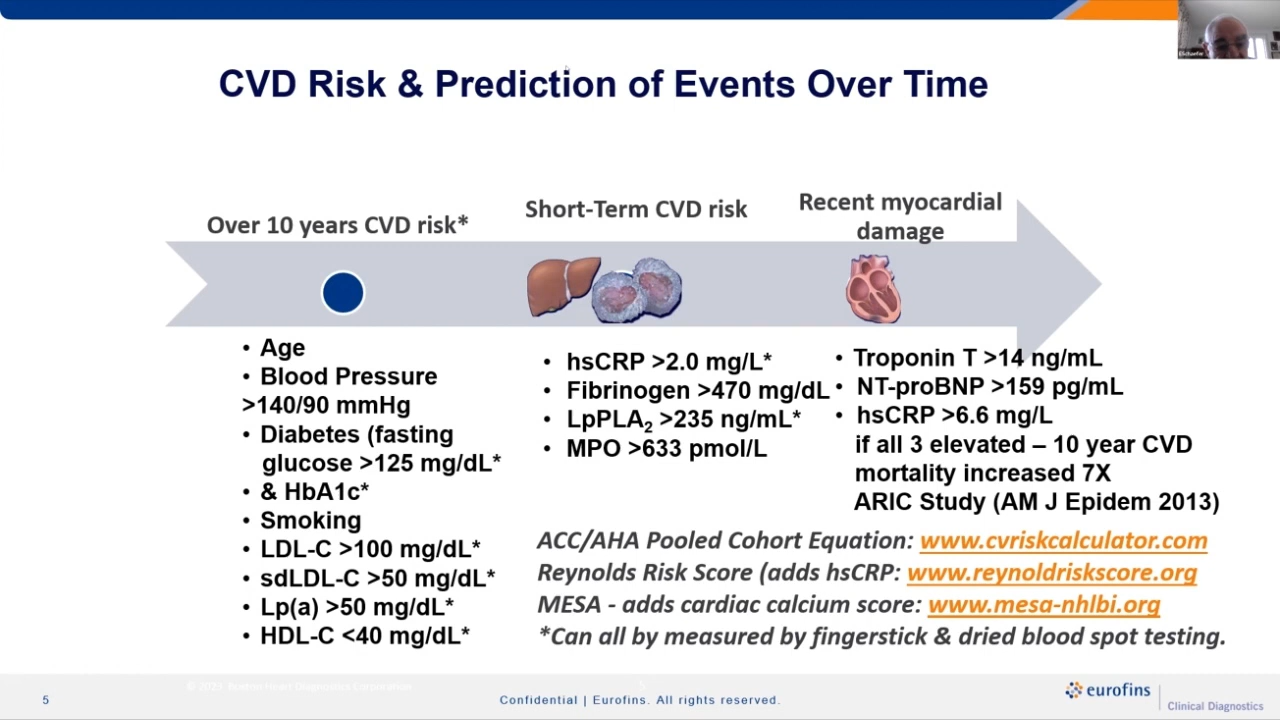 CVD Risk & Prediction of Events Over Time
Over 10 years CVD risk*
Short-Term CVD risk
Recent myocardial
damage
• Age
• Blood Pressure
>140/90 mmHg
• Diabetes (fasting
glucose >125 mg/dL*
• & HbA1c*
• Smoking
• LDL-C >100 mg/dL*
• sdLDL-C >50 mg/dL*
• Lp(a) >50 mg/dL*
• HDL-C <40 mg/dL*
• hsCRP >2.0 mg/L*
• Fibrinogen >470 mg/dL
• LpPLA2 >235 ng/mL*
• MPO >633 pmol/L
• Troponin T >14 ng/mL
• NT-proBNP >159 pg/mL
• hsCRP >6.6 mg/L
if all 3 elevated – 10 year CVD
mortality increased 7X
ARIC Study (AM J Epidem 2013)
ACC/AHA Pooled Cohort Equation: www.cvriskcalculator.com
Reynolds Risk Score (adds hsCRP: www.reynoldriskscore.org
MESA - adds cardiac calcium score: www.mesa-nhlbi.org
*Can all by measured by fingerstick & dried blood spot testing.
Boston Heart Diagnostics Corporation
5
5
Confidential | Eurofins. All rights reserved.
eurofins
Clinical Diagnostics